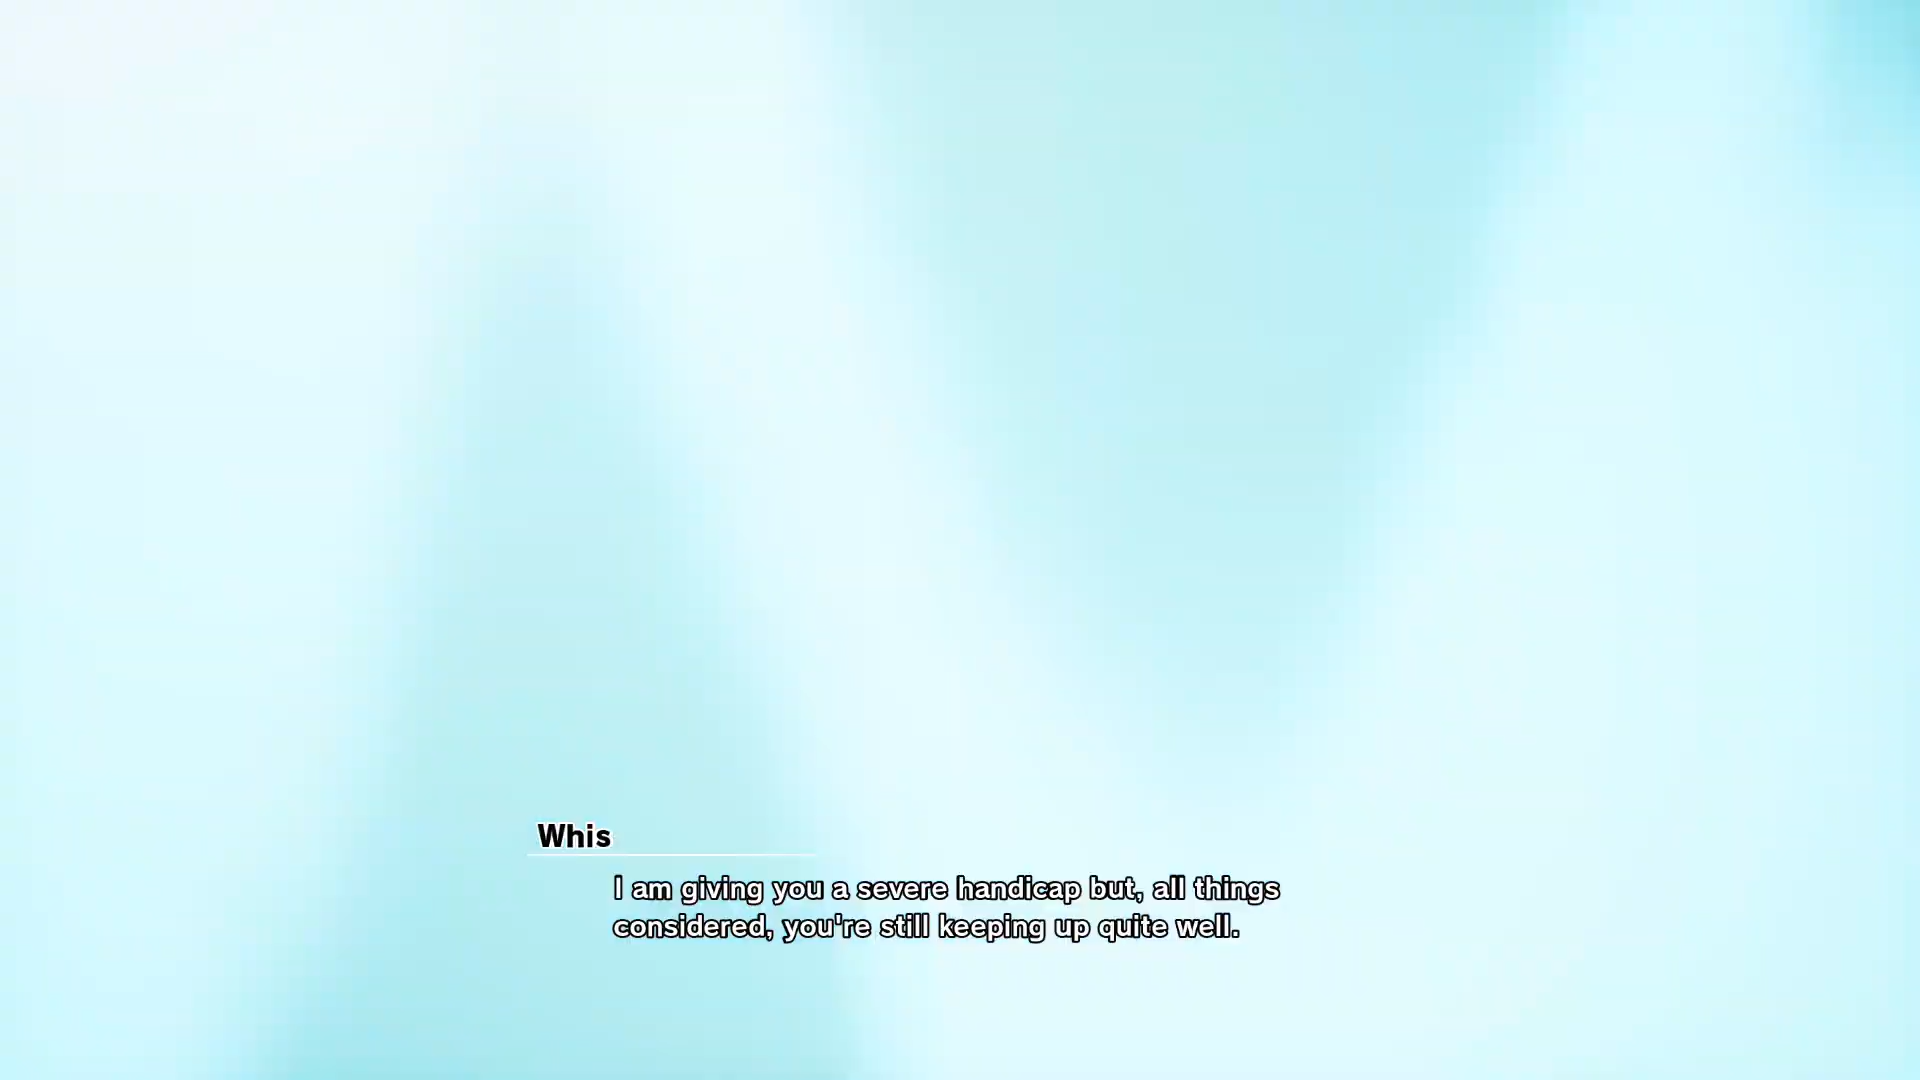 Whis
I am giving you a severe handicap but, all things
considered, you're still keeping up quite well.